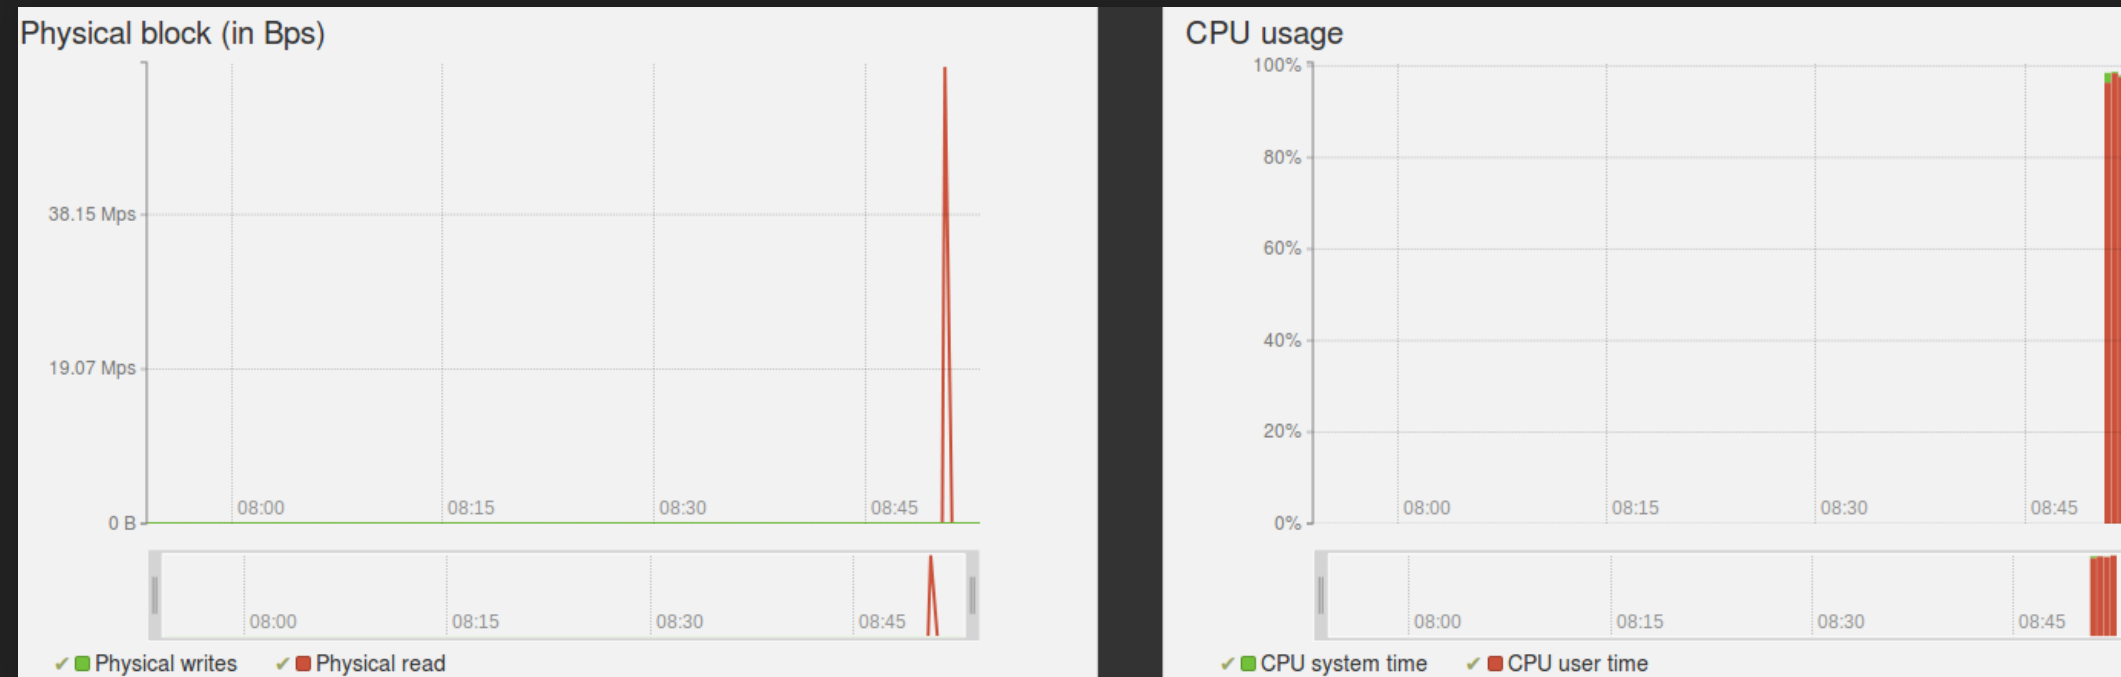 Physical block (in Bps)
38.15 Mps
19.07 Mps
0 B
08:00 08:15 08:30 08:45
08:00 08:15 08:30 08:45
✔ Physical writes ✔ Physical read
CPU usage
100%
80%
60%
40%
20%
0%
08:00 08:15 08:30 08:45
08:00 08:15 08:30 08:45
✔ CPU system time ✔ CPU user time